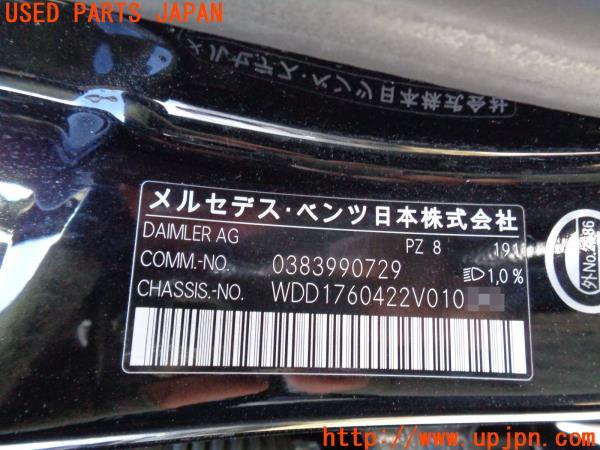 USED PARTS JAPAN
メルセデス・ベンツ日本株式会社
DAIMLER AG PZ 8 191
COMM.-NO. 0383990729 1,0%
CHASSIS.-NO. WDD1760422V010
http://www.upjpn.com